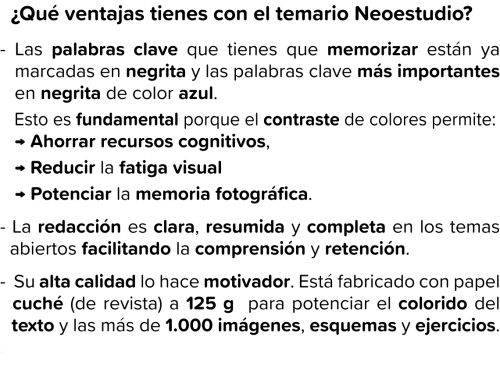 ¿Qué ventajas tienes con el temario Neoestudio?
- Las palabras clave que tienes que memorizar están ya
marcadas en negrita y las palabras clave más importantes
en negrita de color azul.
Esto es fundamental porque el contraste de colores permite:
→ Ahorrar recursos cognitivos,
→ Reducir la fatiga visual
→ Potenciar la memoria fotográfica.
- La redacción es clara, resumida y completa en los temas
abiertos facilitando la comprensión y retención.
- Su alta calidad lo hace motivador. Está fabricado con papel
cuché (de revista) a 125 g para potenciar el colorido del
texto y las más de 1.000 imágenes, esquemas y ejercicios.